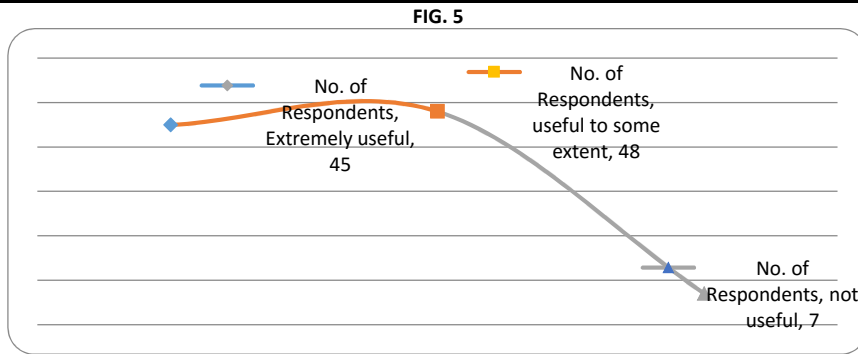 FIG. 5
No. of
Respondents,
Extremely useful,
45
No. of
Respondents,
useful to some
extent, 48
No. of
Respondents, not
useful, 7